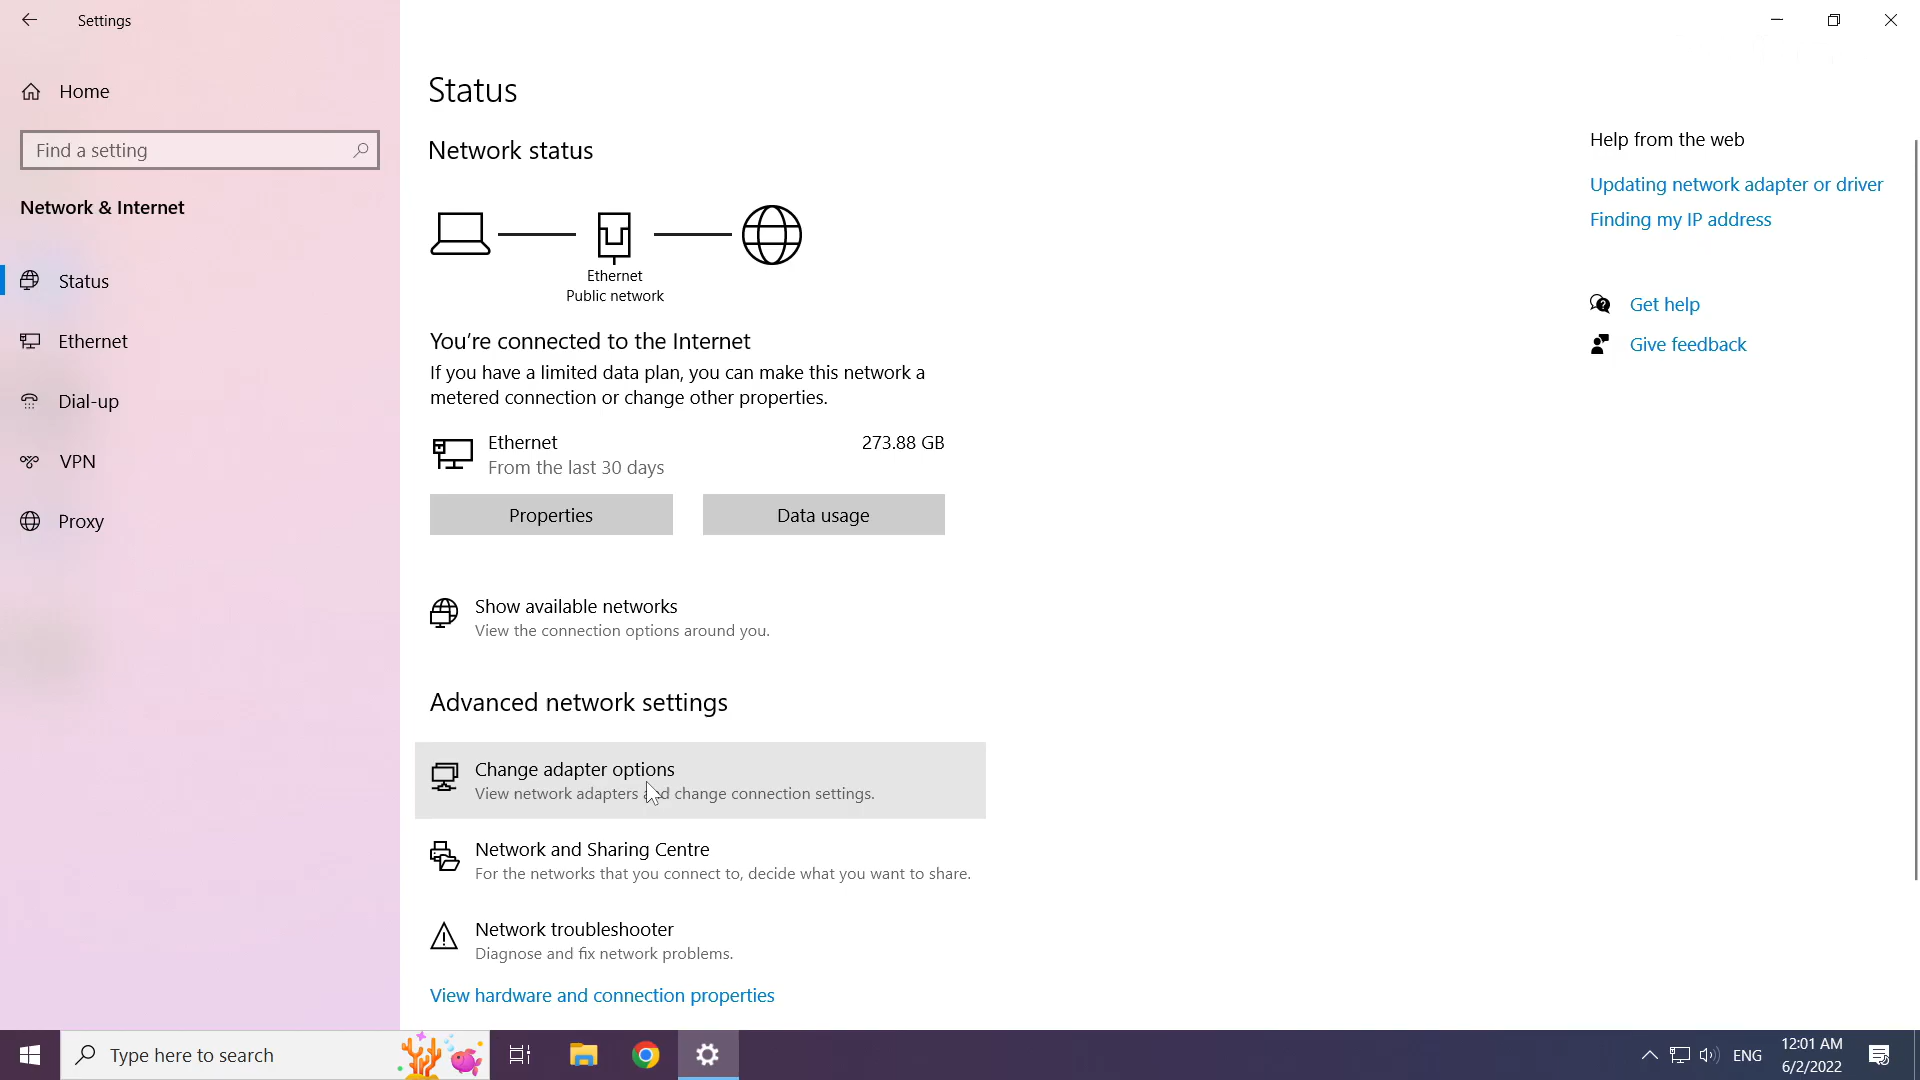 Settings
Home
Find a setting
Network & Internet
Status
Ethernet
Dial-up
VPN
Proxy
Status
Network status
Ethernet
Public network
You're connected to the Internet
If you have a limited data plan, you can make this network a
metered connection or change other properties.
Ethernet 273.88 GB
From the last 30 days
Properties Data usage
Show available networks
View the connection options around you.
Advanced network settings
Change adapter options
View network adapters and change connection settings.
Network and Sharing Centre
For the networks that you connect to, decide what you want to share.
Network troubleshooter
Diagnose and fix network problems.
View hardware and connection properties
Help from the web
Updating network adapter or driver
Finding my IP address
Get help
Give feedback
Type here to search
ENG
12:01 AM
6/2/2022